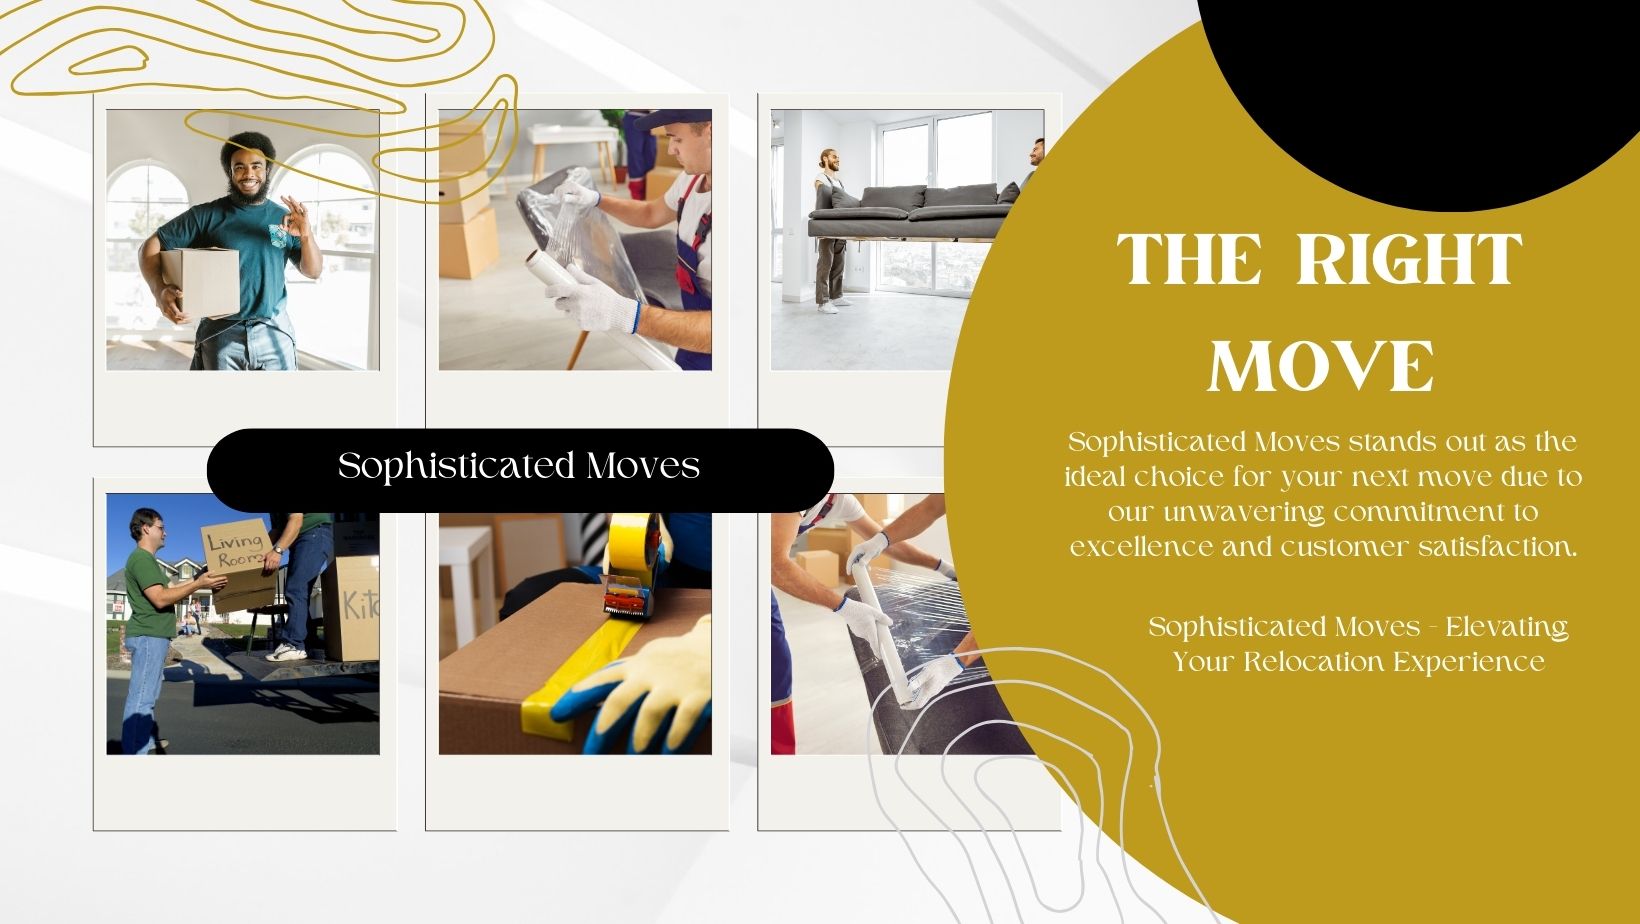 Sophisticated Moves
Living
Room
Kitc
THE RIGHT
MOVE
Sophisticated Moves stands out as the
ideal choice for your next move due to
our unwavering commitment to
excellence and customer satisfaction.
Sophisticated Moves - Elevating
Your Relocation Experience